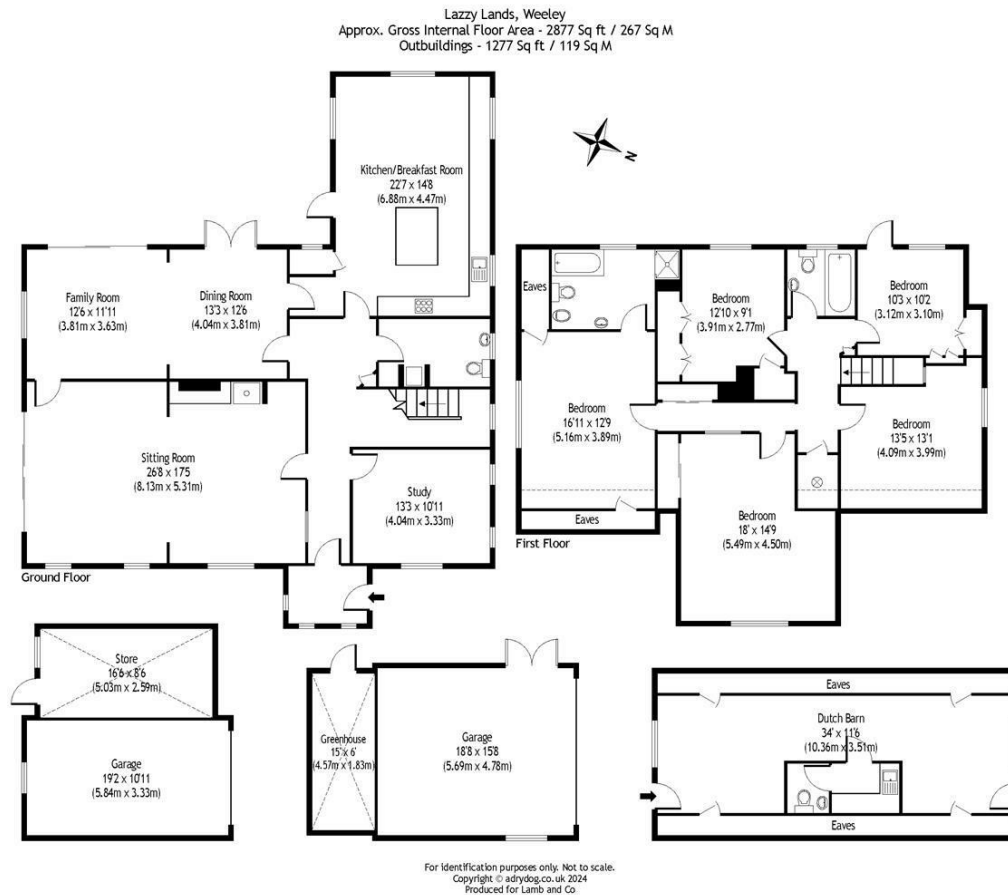 Lazzy Lands, Weeley
Approx. Gross Internal Floor Area - 2877 Sq ft / 267 Sq M
Outbuildings - 1277 Sq ft / 119 Sq M
N
Kitchen/Breakfast Room
22'7 x 14'8
(6.88m x 4.47m)
Family Room
12'6 x 11'11
(3.81m x 3.63m)
Dining Room
13'3 x 12'6
(4.04m x 3.81m)
Sitting Room
26'8 x 17'5
(8.13m x 5.31m)
Study
13'3 x 10'11
(4.04m x 3.33m)
Ground Floor
Eaves
Bedroom
12'10 x 9'1
(3.91m x 2.77m)
Bedroom
10'3 x 10'2
(3.12m x 3.10m)
Bedroom
16'11 x 12'9
(5.16m x 3.89m)
Bedroom
13'5 x 13'1
(4.09m x 3.99m)
Eaves
Bedroom
18' x 14'9
(5.49m x 4.50m)
First Floor
Store
16'6 x 8'6
(5.03m x 2.59m)
Garage
19'2 x 10'11
(5.84m x 3.33m)
Greenhouse
15' x 6'
(4.57m x 1.83m)
Garage
18'8 x 15'8
(5.69m x 4.78m)
Eaves
Dutch Barn
34' x 11'6
(10.36m x 3.51m)
Eaves
For identification purposes only. Not to scale.
Copyright © adrydog.co.uk 2024
Produced for Lamb and Co